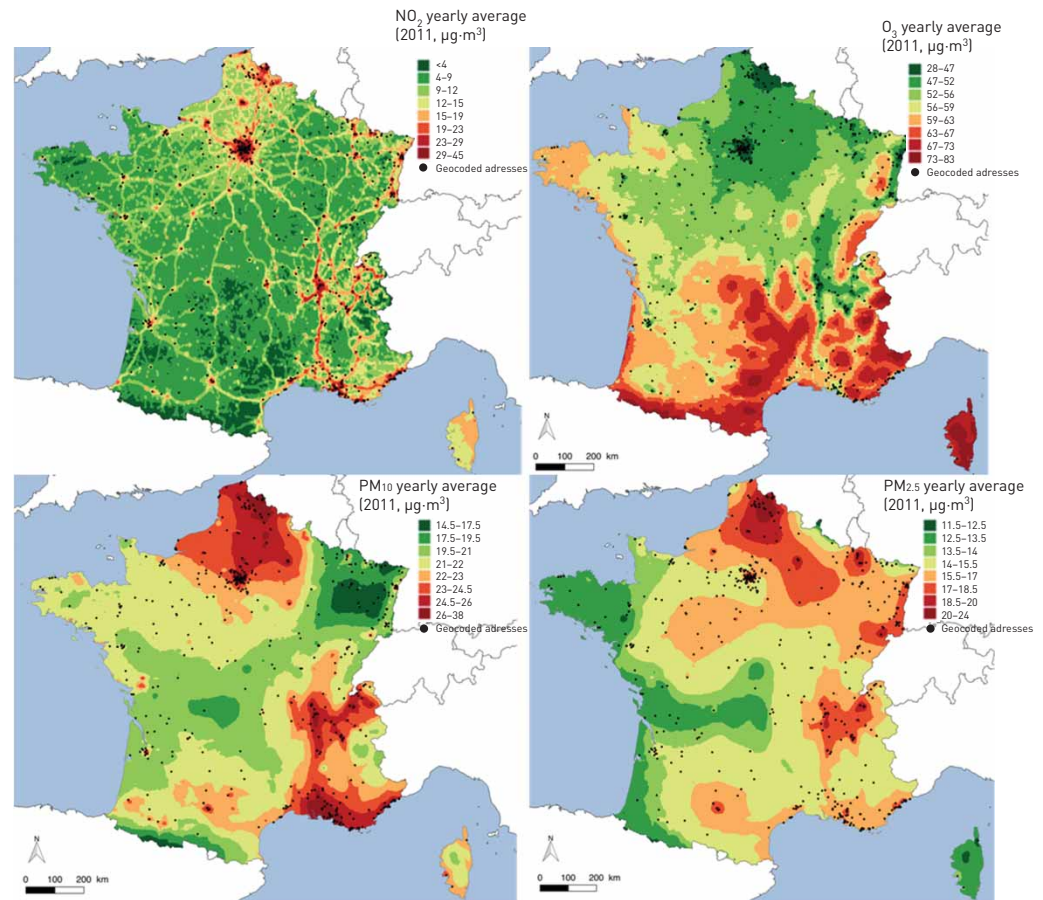 NO₂ yearly average
(2011, µg·m³)
<4
4–9
9–12
12–15
15–19
19–23
23–29
29–45
Geocoded adresses
O₃ yearly average
(2011, µg·m³)
28–47
47–52
52–56
56–59
59–63
63–67
67–73
73–83
Geocoded adresses
N
0 100 200 km
PM₁₀ yearly average
(2011, µg·m³)
14.5–17.5
17.5–19.5
19.5–21
21–22
22–23
23–24.5
24.5–26
26–38
Geocoded adresses
N
0 100 200 km
PM₂.₅ yearly average
(2011, µg·m³)
11.5–12.5
12.5–13.5
13.5–14
14–15.5
15.5–17
17–18.5
18.5–20
20–24
Geocoded adresses
N
0 100 200 km